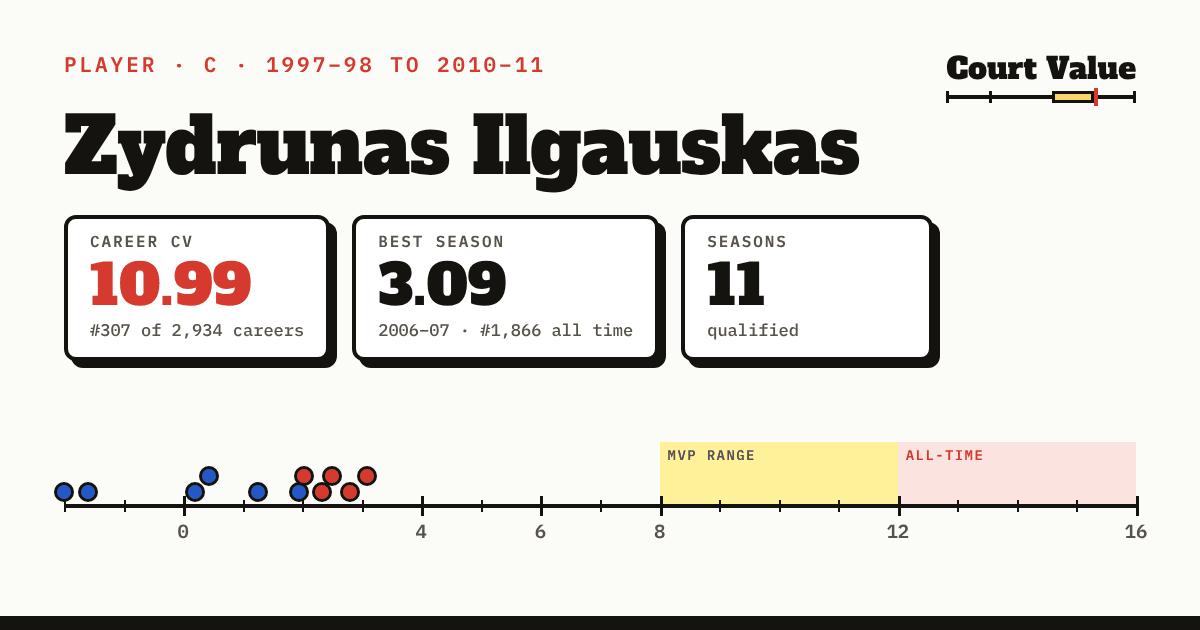 PLAYER · C · 1997–98 TO 2010–11
Court Value
Zydrunas Ilgauskas
CAREER CV
10.99
#307 of 2,934 careers
BEST SEASON
3.09
2006–07 · #1,866 all time
SEASONS
11
qualified
MVP RANGE
ALL-TIME
0 4 6 8 12 16